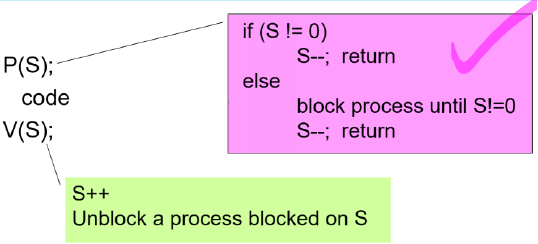 if (S != 0)
S--; return
P(S);
else
code
block process until S!=0
V(S);
S--; return
S++
Unblock a process blocked on S